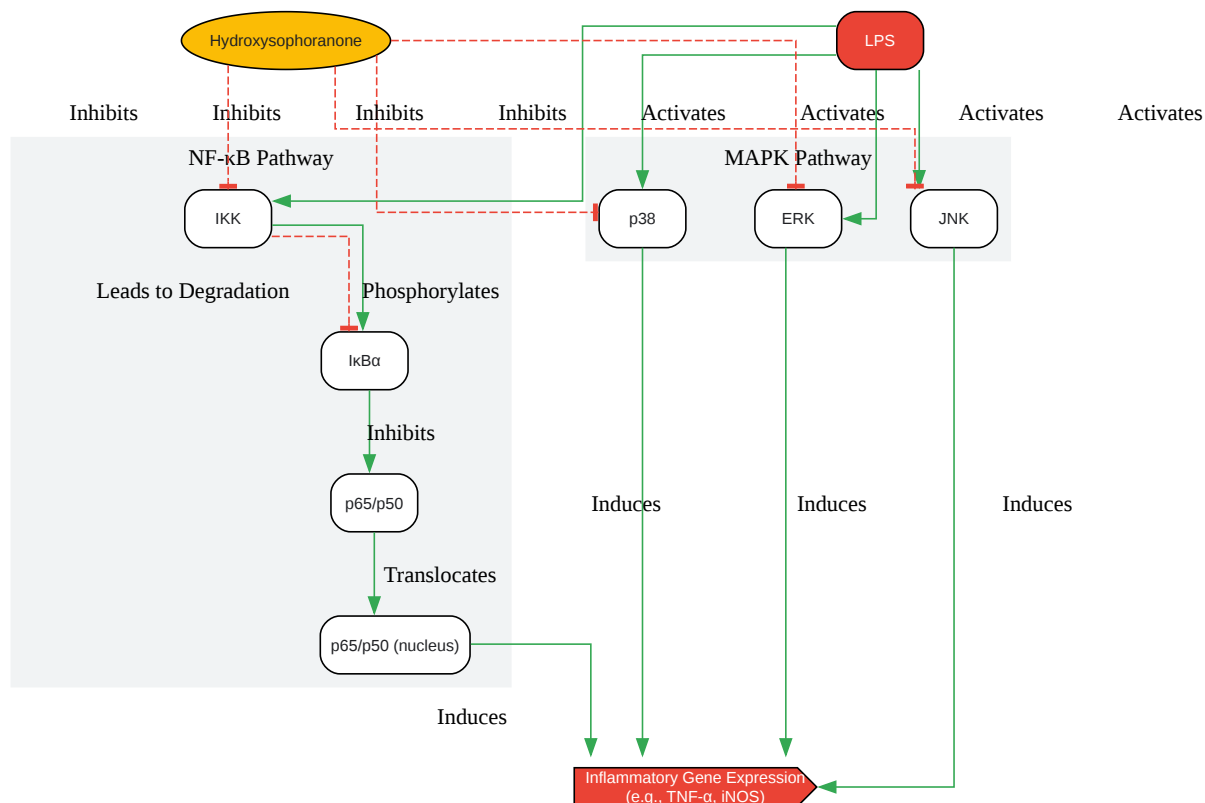 Hydroxysophoranone
LPS
Inhibits
Inhibits
Inhibits
Inhibits
Activates
Activates
Activates
Activates
NF-κB Pathway
MAPK Pathway
IKK
p38
ERK
JNK
Leads to Degradation
Phosphorylates
IκBα
Inhibits
p65/p50
Induces
Induces
Induces
Translocates
p65/p50 (nucleus)
Induces
Inflammatory Gene Expression
(e.g., TNF-α, iNOS)